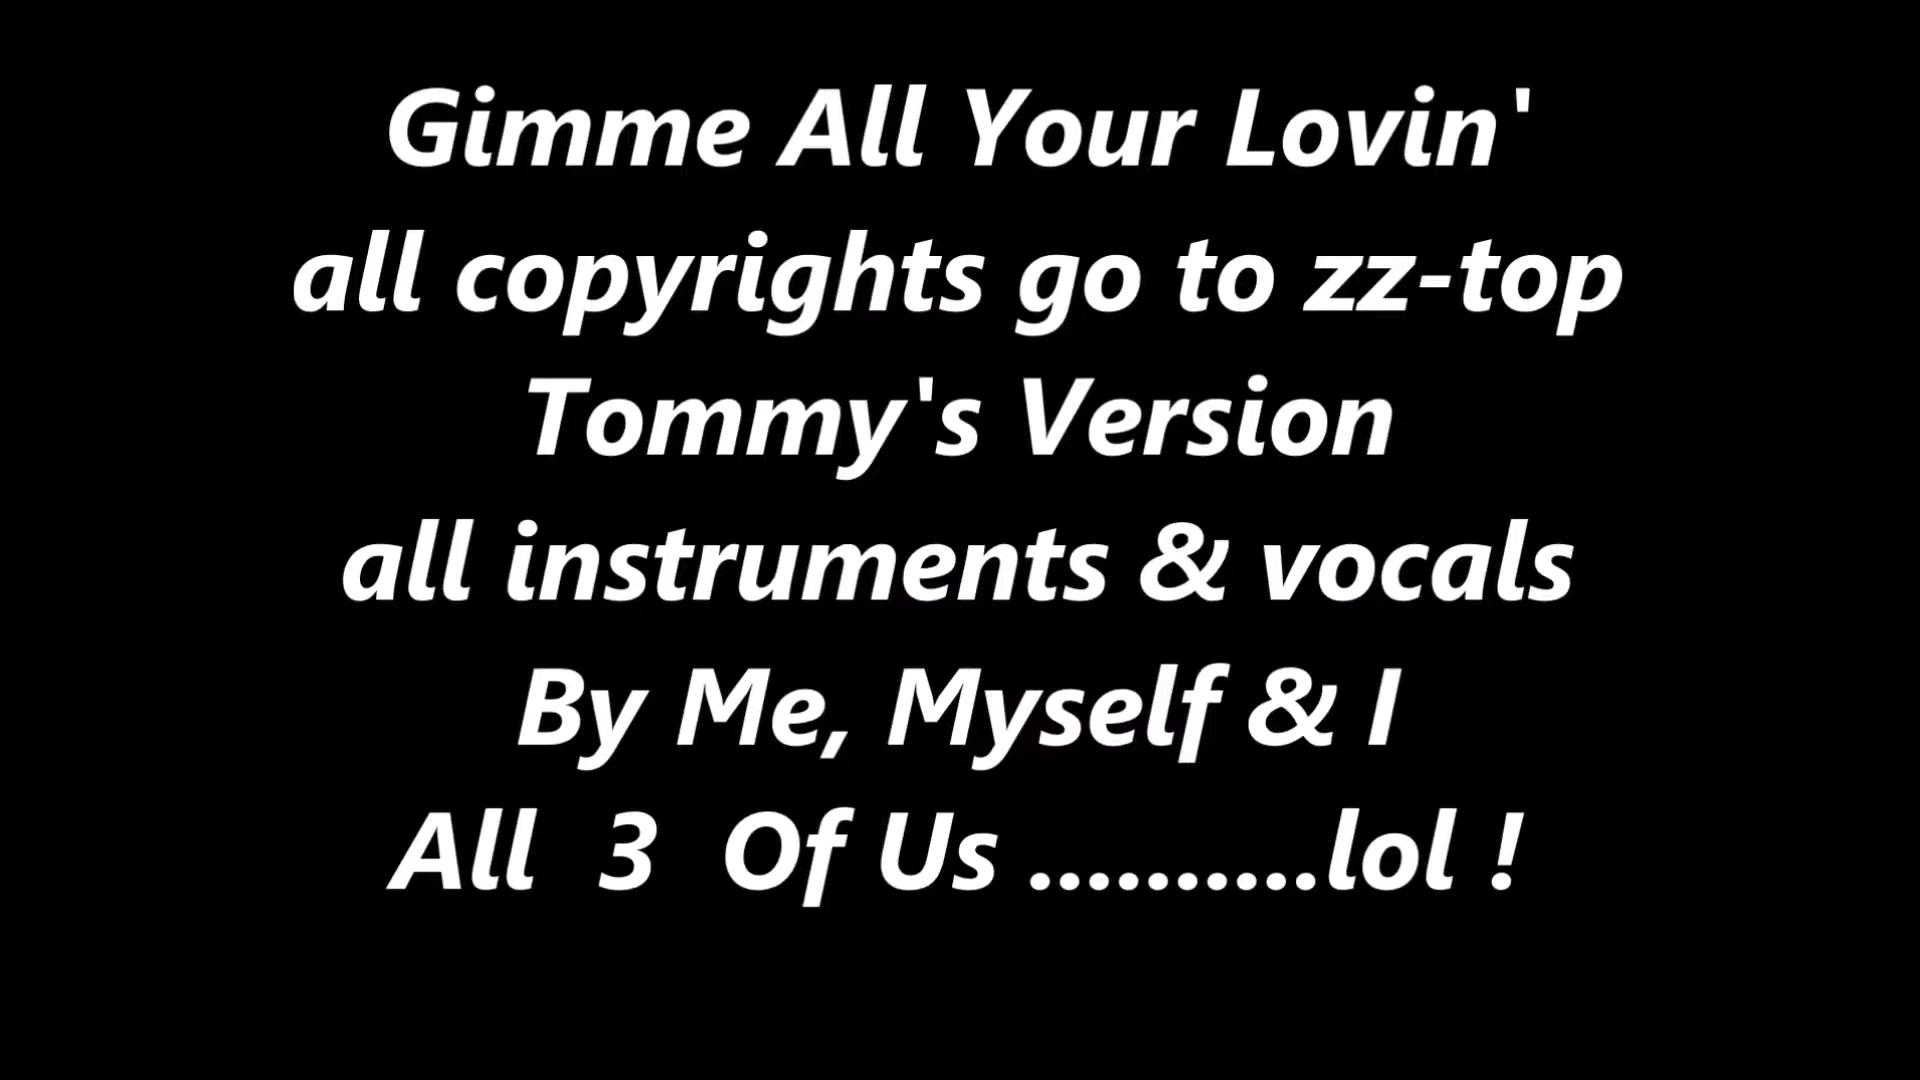 Gimme All Your Lovin'
all copyrights go to zz-top
Tommy's Version
all instruments & vocals
By Me, Myself & I
All  3  Of Us ..........lol !